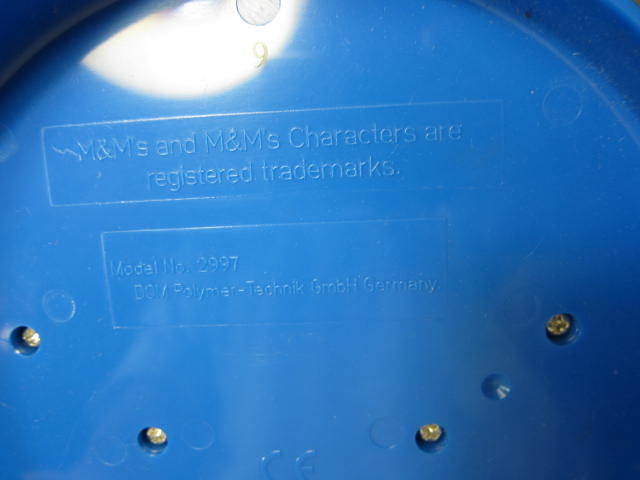 9
M&M's and M&M's Characters are
registered trademarks.
Model No. 2997
DOM Polymer-Technik GmbH Germany.
CE